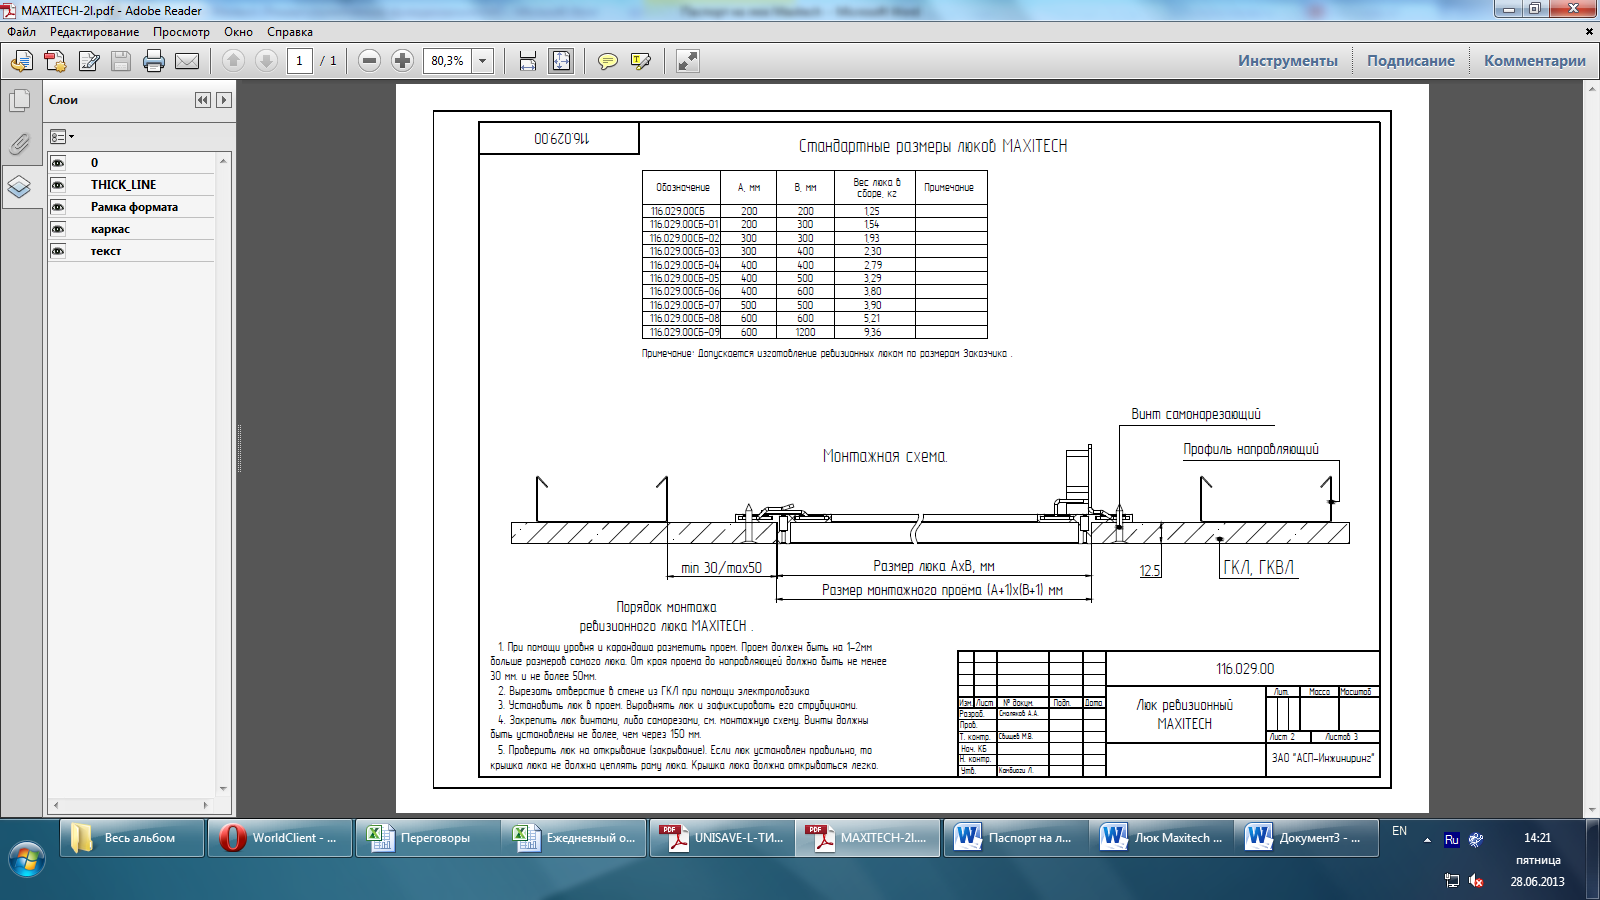 MAXITECH-2I.pdf - Adobe Reader
Файл Редактирование Просмотр Окно Справка
1 / 1 80,3% Инструменты Подписание Комментарии
Слои
0
THICK_LINE
Рамка формата
каркас
текст
116.029.00
Стандартные размеры люков MAXITECH
Обозначение А, мм В, мм Вес люка в сборе, кг Примечание
116.029.00СБ 200 200 1,25
116.029.00СБ-01 200 300 1,54
116.029.00СБ-02 300 300 1,93
116.029.00СБ-03 300 400 2,30
116.029.00СБ-04 400 400 2,79
116.029.00СБ-05 400 500 3,29
116.029.00СБ-06 400 600 3,80
116.029.00СБ-07 500 500 3,90
116.029.00СБ-08 600 600 5,21
116.029.00СБ-09 600 1200 9,36
Примечание: Допускается изготовление ревизионных люкам по размерам Заказчика .
Винт самонарезающий
Профиль направляющий
Монтажная схема.
min 30/max50
Размер люка АхВ, мм
12.5
ГКЛ, ГКВЛ
Размер монтажного проёма (А+1)х(В+1) мм
Порядок монтажа
ревизионного люка MAXITECH .
1. При помощи уровня и карандаша разметить проем. Проем должен быть на 1-2мм
больше размеров самого люка. От края проема до направляющей должно быть не менее
30 мм. и не более 50мм.
2. Вырезать отверстие в стене из ГКЛ при помощи электролобзика
3. Установить люк в проем. Выровнять люк и зафиксировать его струбцинами.
4. Закрепить люк винтами, либо саморезами, см. монтажную схему. Винты должны
быть установлены не более, чем через 150 мм.
5. Проверить люк на открывание (закрывание). Если люк установлен правильно, то
крышка люка не должна цеплять раму люка. Крышка люка должна открываться легко.
116.029.00
Изм. Лист № докум. Подп. Дата
Разраб. Смоляков А.А.
Пров.
Т. контр. Свищев М.В.
Нач. КБ
Н. контр.
Утв. Камбиоги Л.
Люк ревизионный
MAXITECH
Лит. Масса Масштаб
Лист 2 Листов 3
ЗАО "АСП-Инжиниринг"
Весь альбом WorldClient - ... Переговоры Ежедневный о... UNISAVE-L-ТИ... MAXITECH-2I.... Паспорт на л... Люк Maxitech ... Документ3 - ...
EN Ru 14:21
пятница
28.06.2013